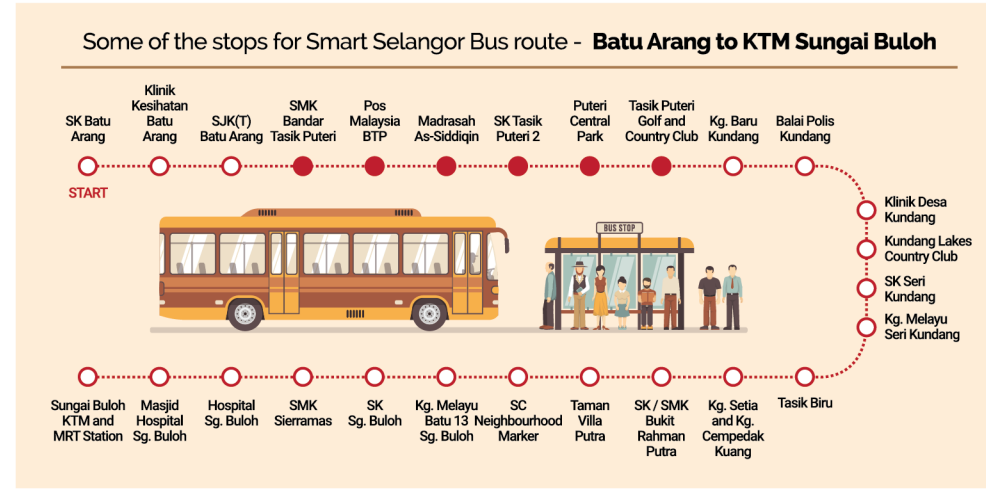 Some of the stops for Smart Selangor Bus route - Batu Arang to KTM Sungai Buloh
SK Batu
Arang
Klinik
Kesihatan
Batu
Arang
SJK(T)
Batu Arang
SMK
Bandar
Tasik Puteri
Pos
Malaysia
BTP
Madrasah
As-Siddiqin
SK Tasik
Puteri 2
Puteri
Central
Park
Tasik Puteri
Golf and
Country Club
Kg. Baru
Kundang
Balai Polis
Kundang
START
Klinik Desa
Kundang
Kundang Lakes
Country Club
SK Seri
Kundang
Kg. Melayu
Seri Kundang
BUS STOP
Sungai Buloh
KTM and
MRT Station
Masjid
Hospital
Sg. Buloh
Hospital
Sg. Buloh
SMK
Sierramas
SK
Sg. Buloh
Kg. Melayu
Batu 13
Sg. Buloh
SC
Neighbourhood
Marker
Taman
Villa
Putra
SK / SMK
Bukit
Rahman
Putra
Kg. Setia
and Kg.
Cempedak
Kuang
Tasik Biru